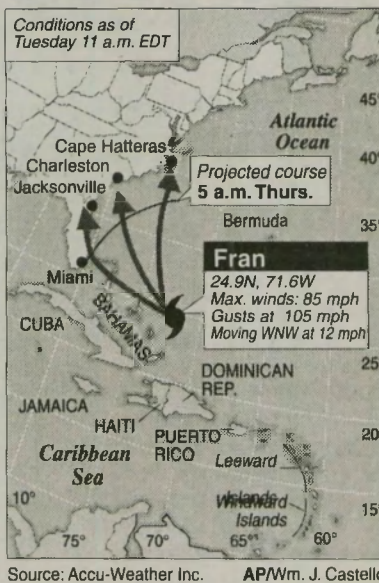 Conditions as of
Tuesday 11 a.m. EDT
45°
Atlantic
Ocean
Cape Hatteras
40°
Charleston
Projected course
Jacksonville
5 a.m. Thurs.
35°
Bermuda
Fran
Miami
24.9N, 71.6W
Max. winds: 85 mph
Gusts at 105 mph
Moving WNW at 12 mph
BAHAMAS
CUBA
25°
DOMINICAN
REP.
JAMAICA
HAITI
PUERTO
RICO
20°
Caribbean
Sea
Leeward
Islands
Windward
Islands
10°
15°
75°
70°
65°
60°
Source: Accu-Weather Inc.
AP/Wm. J. Castello